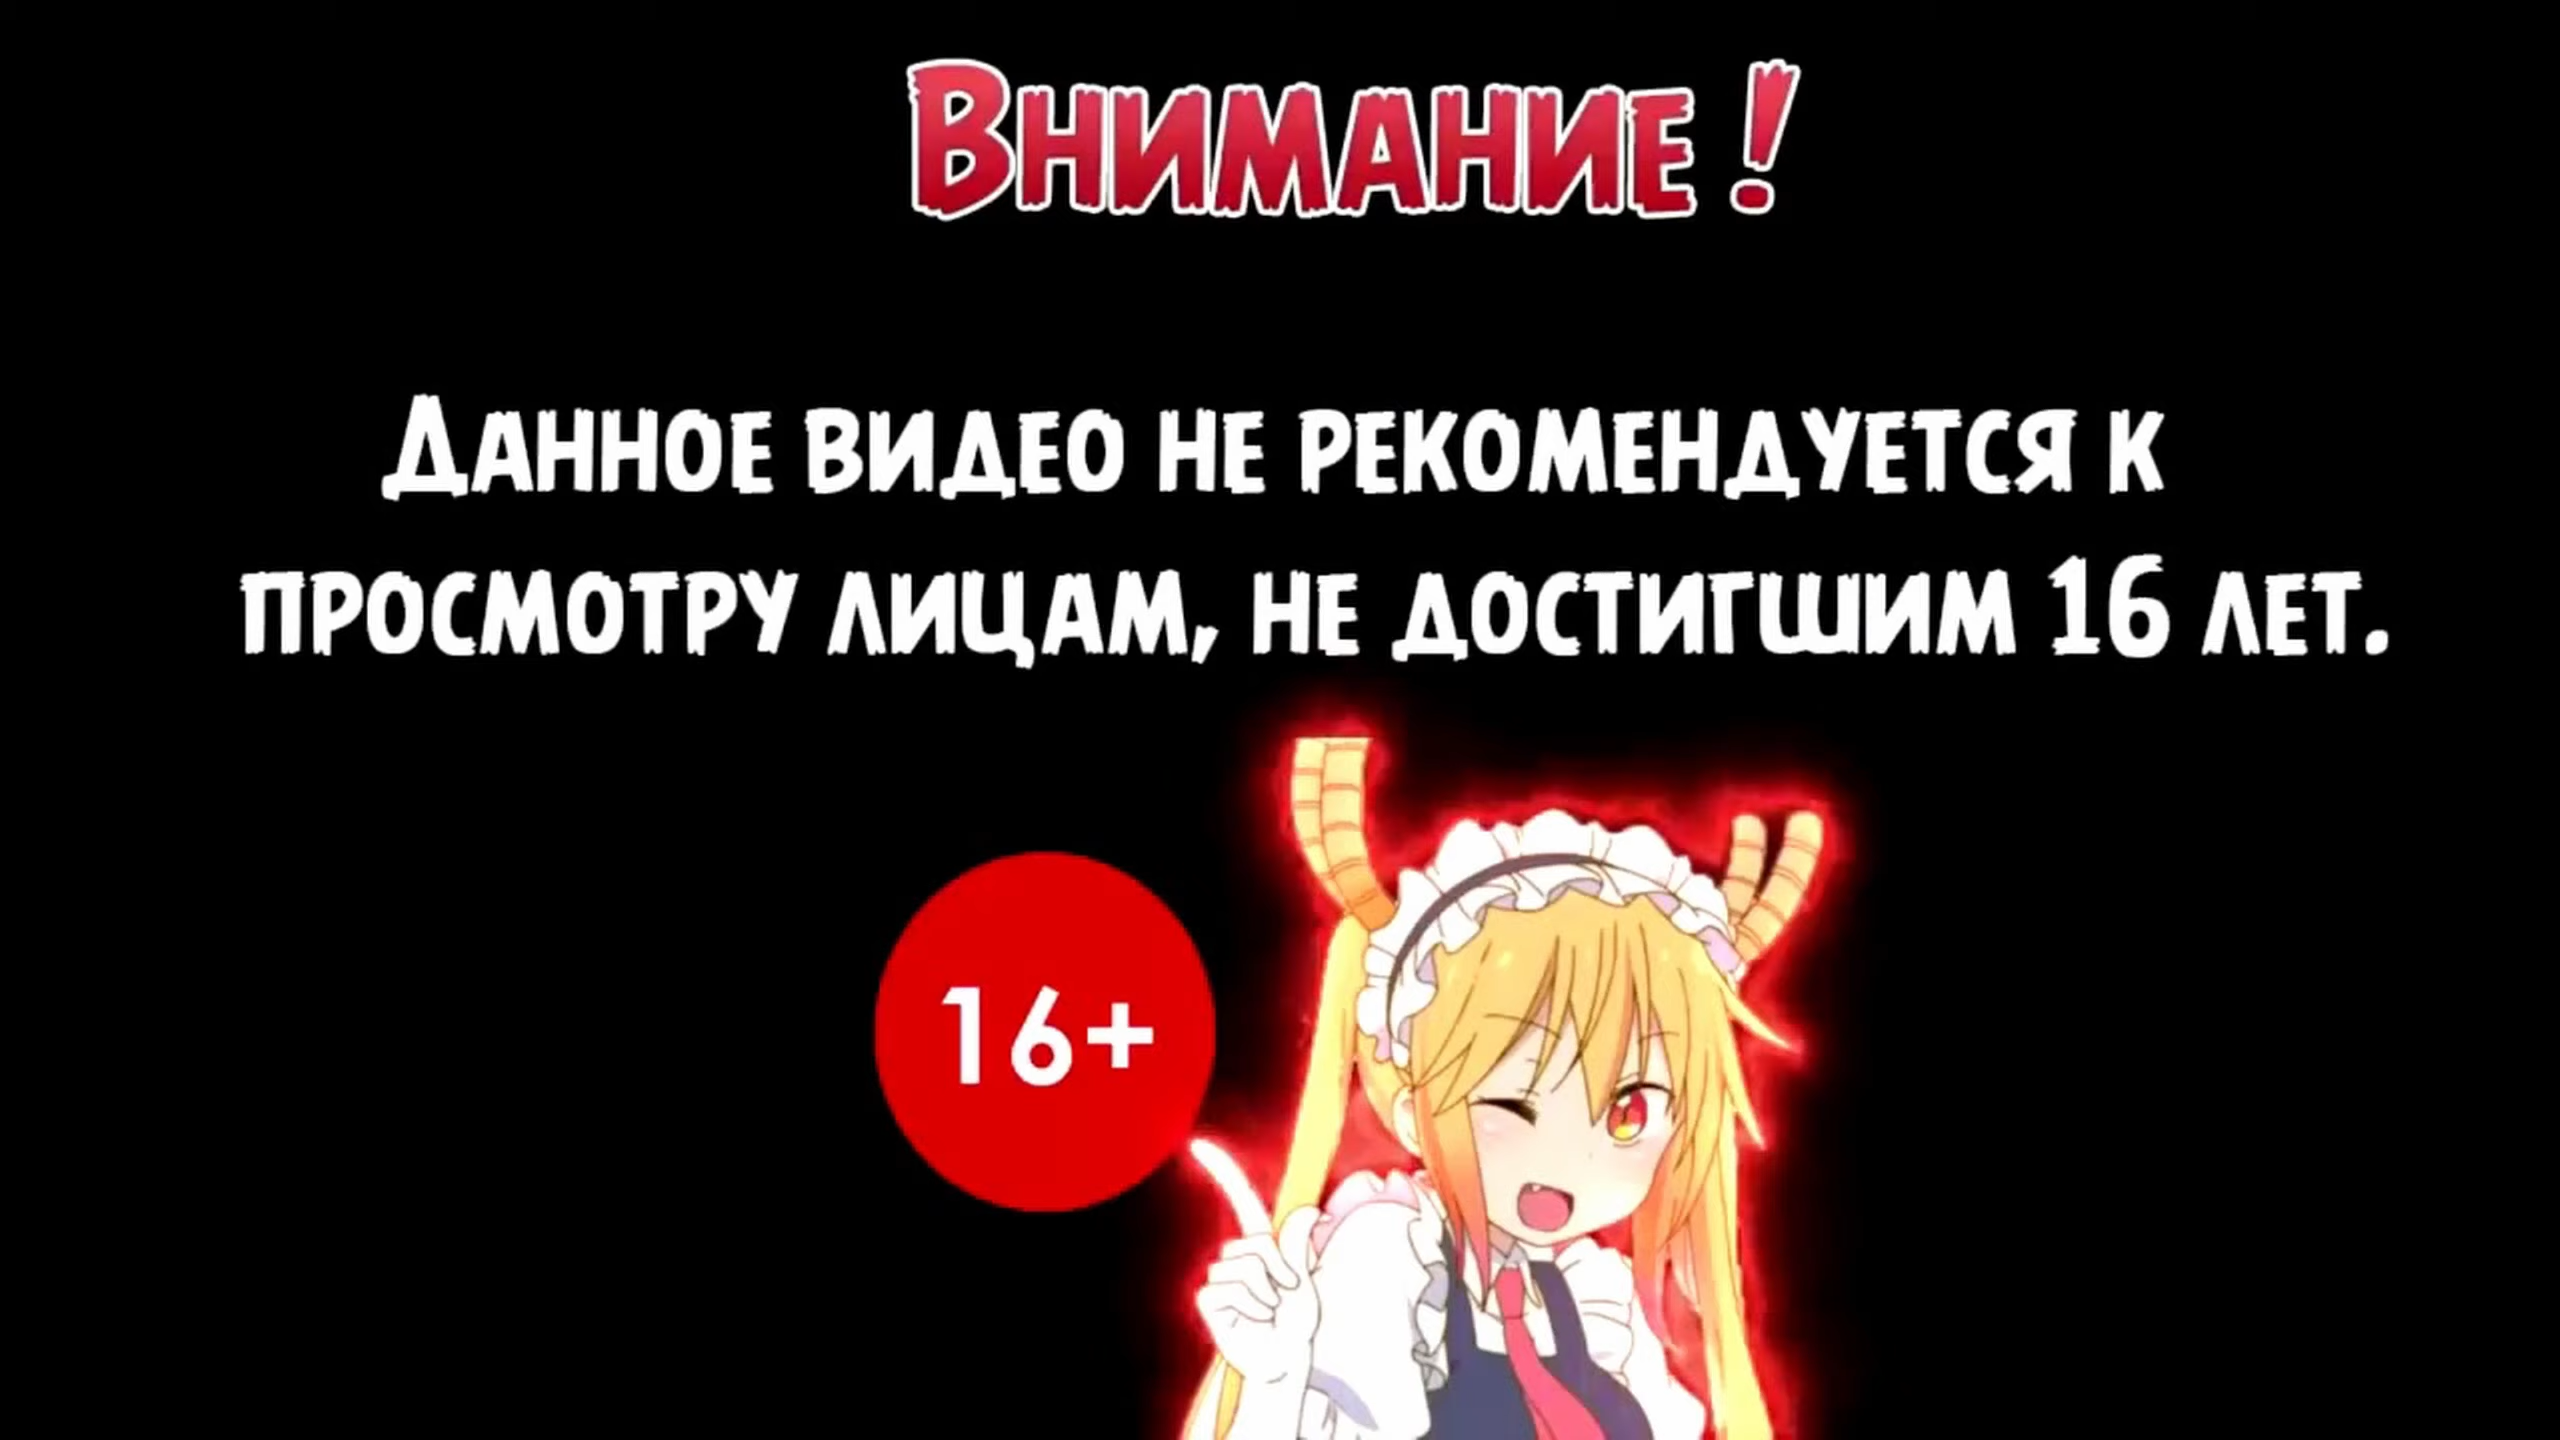 Внимание !
Данное видео не рекомендуется к
просмотру лицам, не достигшим 16 лет.
16+